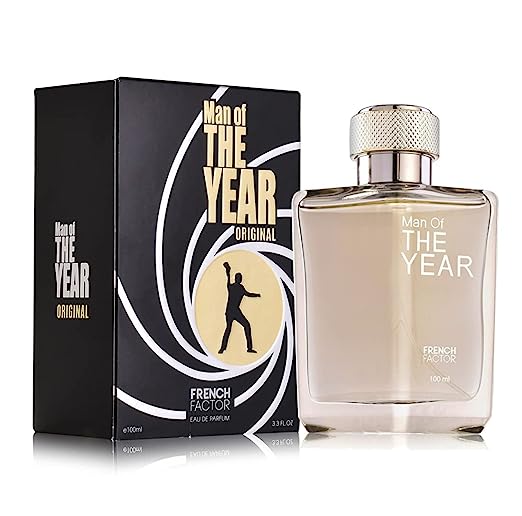 Man of
THE
YEAR
ORIGINAL
Man of
THE
YEAR
ORIGINAL
FRENCH
FACTOR
EAU DE PARFUM
e100ml
3.3 FL.OZ
Man Of
THE
YEAR
FRENCH
FACTOR
100 ml